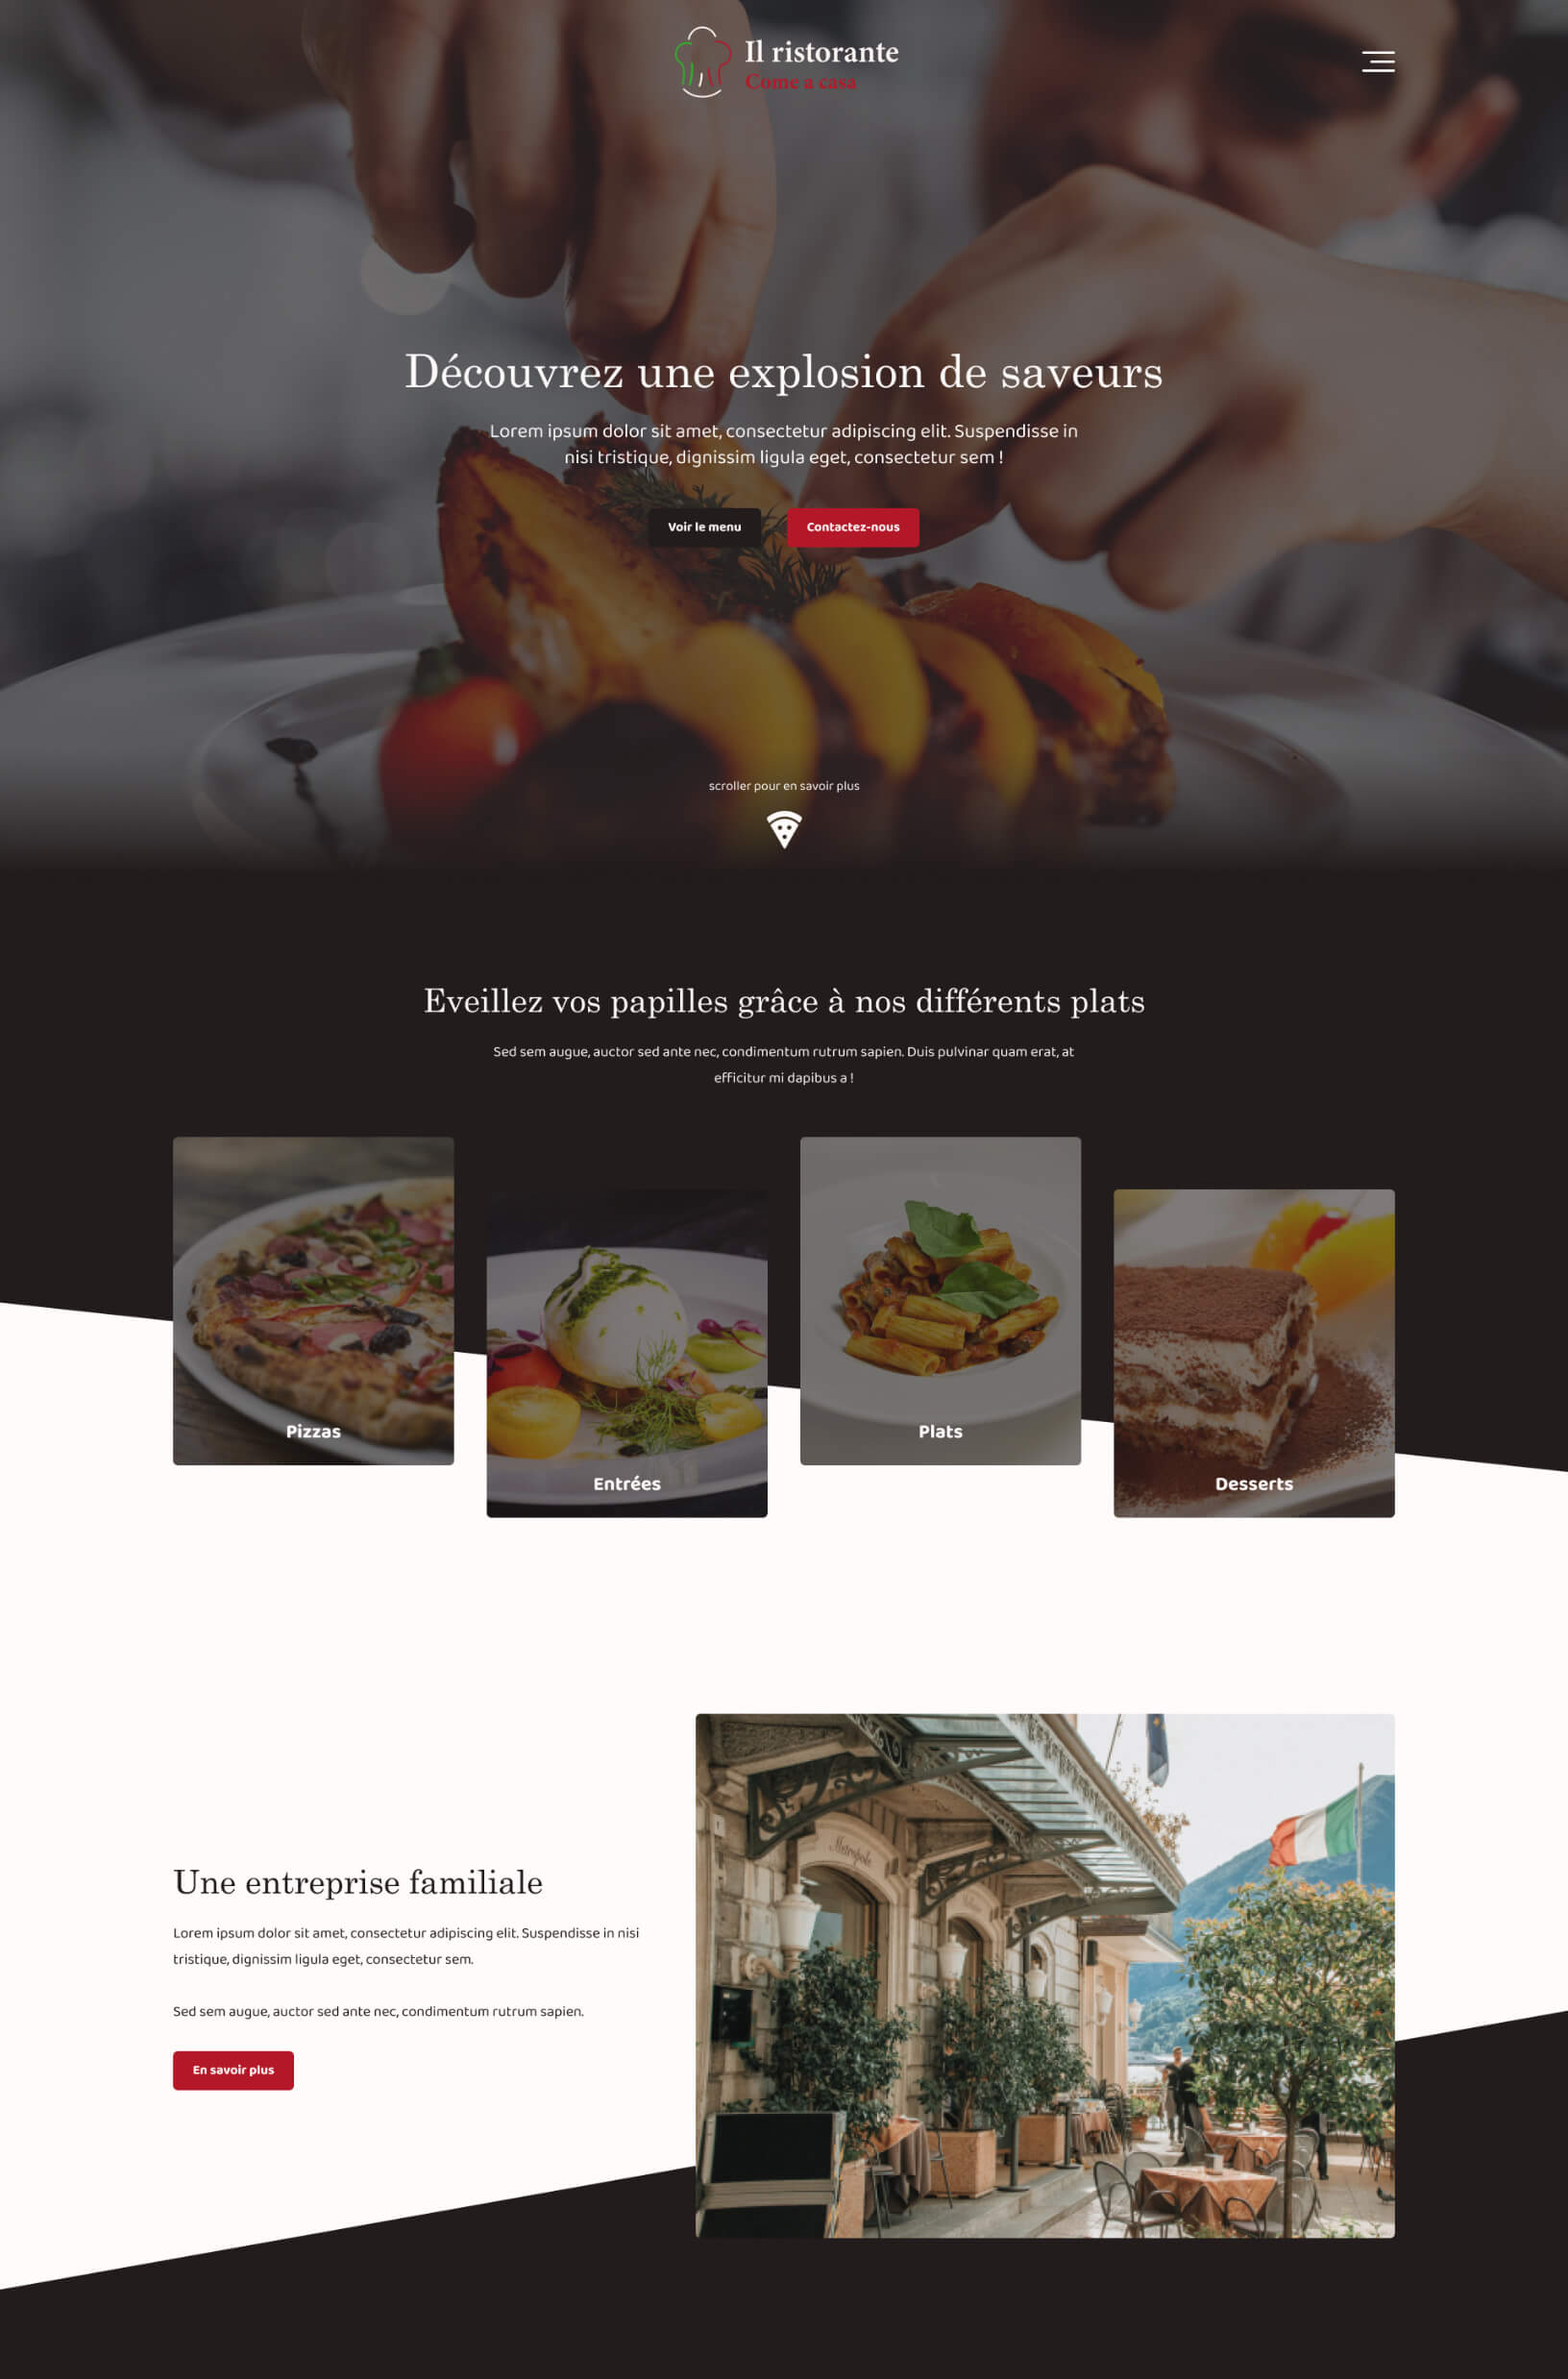 Il ristorante
Come a casa
Découvrez une explosion de saveurs
Lorem ipsum dolor sit amet, consectetur adipiscing elit. Suspendisse in
nisi tristique, dignissim ligula eget, consectetur sem !
Voir le menu
Contactez-nous
scroller pour en savoir plus
Eveillez vos papilles grâce à nos différents plats
Sed sem augue, auctor sed ante nec, condimentum rutrum sapien. Duis pulvinar quam erat, at
efficitur mi dapibus a !
Pizzas
Entrées
Plats
Desserts
Metropole
Une entreprise familiale
Lorem ipsum dolor sit amet, consectetur adipiscing elit. Suspendisse in nisi
tristique, dignissim ligula eget, consectetur sem.
Sed sem augue, auctor sed ante nec, condimentum rutrum sapien.
En savoir plus